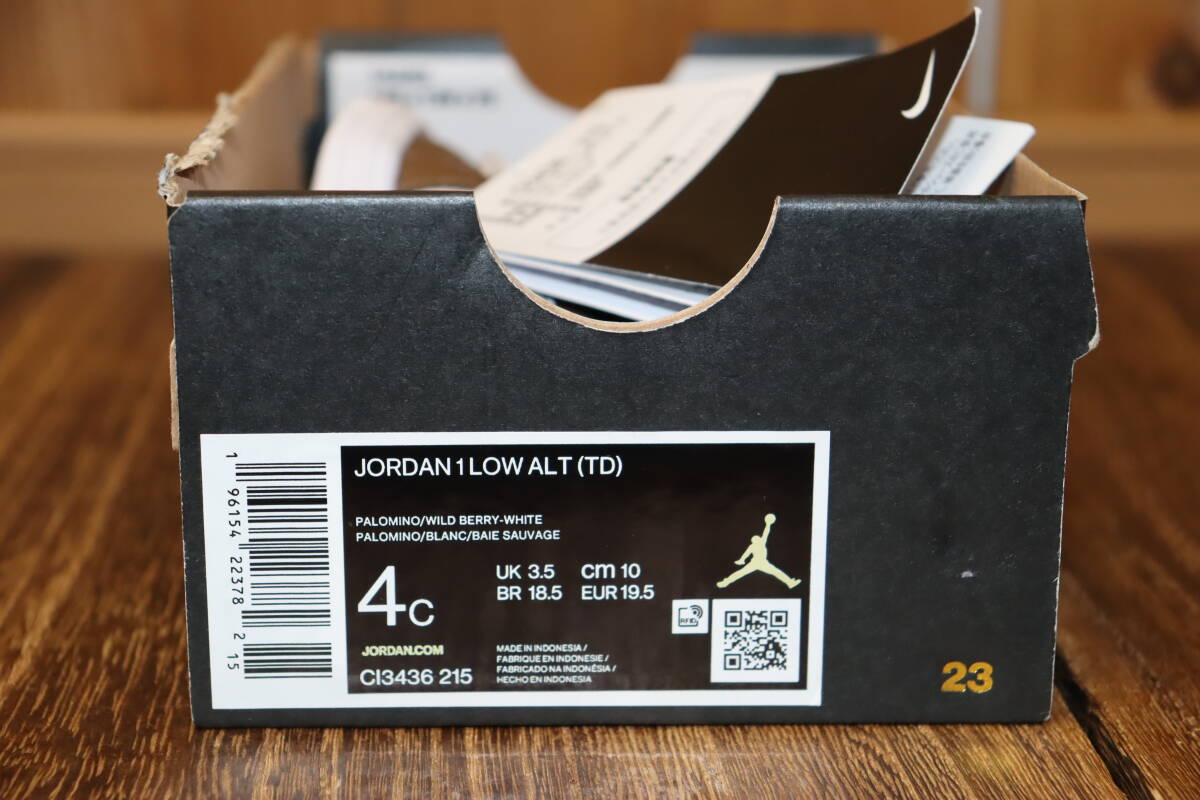 JORDAN 1 LOW ALT (TD)
PALOMINO/WILD BERRY-WHITE
PALOMINO/BLANC/BAIE SAUVAGE
4C
UK 3.5 cm 10
BR 18.5 EUR 19.5
JORDAN.COM
CI3436 215
MADE IN INDONESIA /
FABRIQUE EN INDONESIE /
FABRICADO NA INDONÉSIA /
HECHO EN INDONESIA
RFID
1 96154 22378 2 15
23